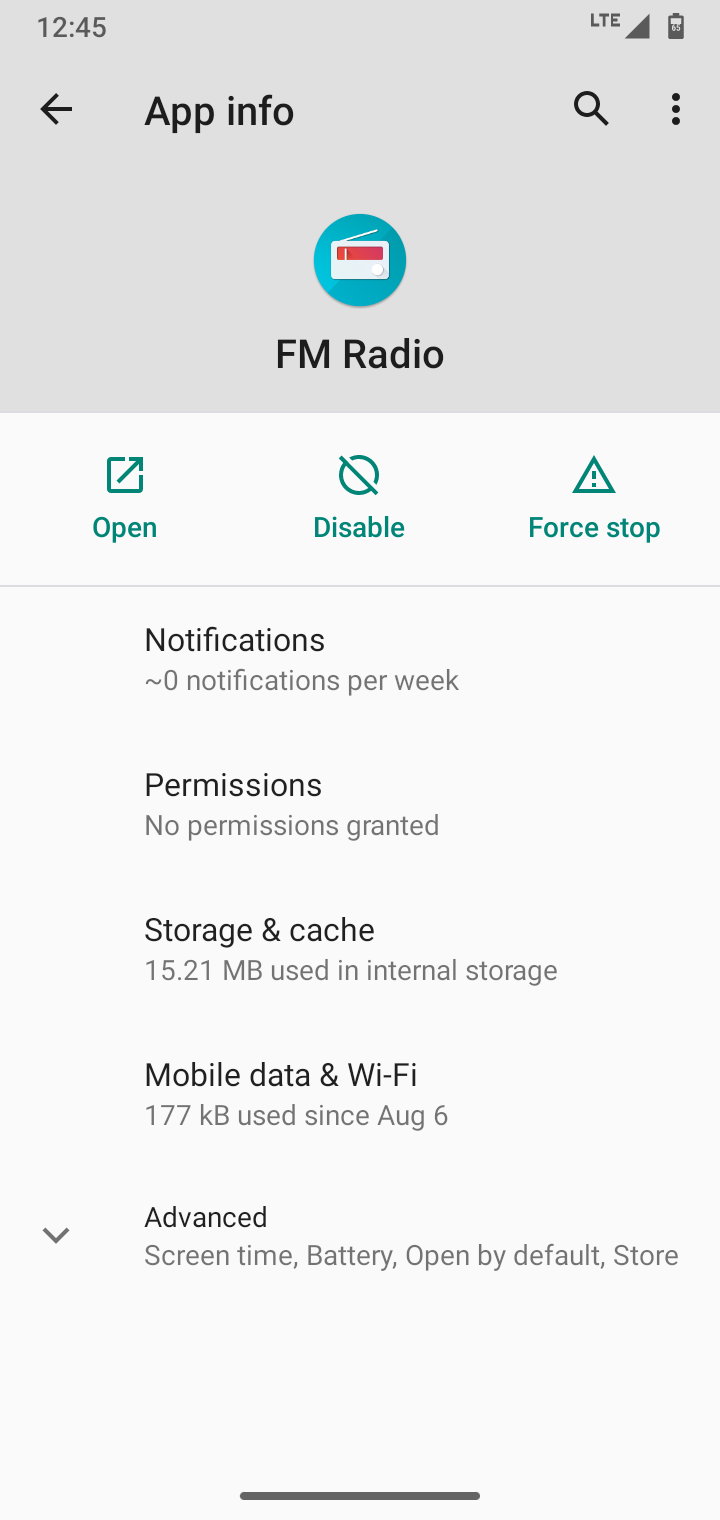 12:45
LTE
65
App info
FM Radio
Open
Disable
Force stop
Notifications
~0 notifications per week
Permissions
No permissions granted
Storage & cache
15.21 MB used in internal storage
Mobile data & Wi-Fi
177 kB used since Aug 6
Advanced
Screen time, Battery, Open by default, Store